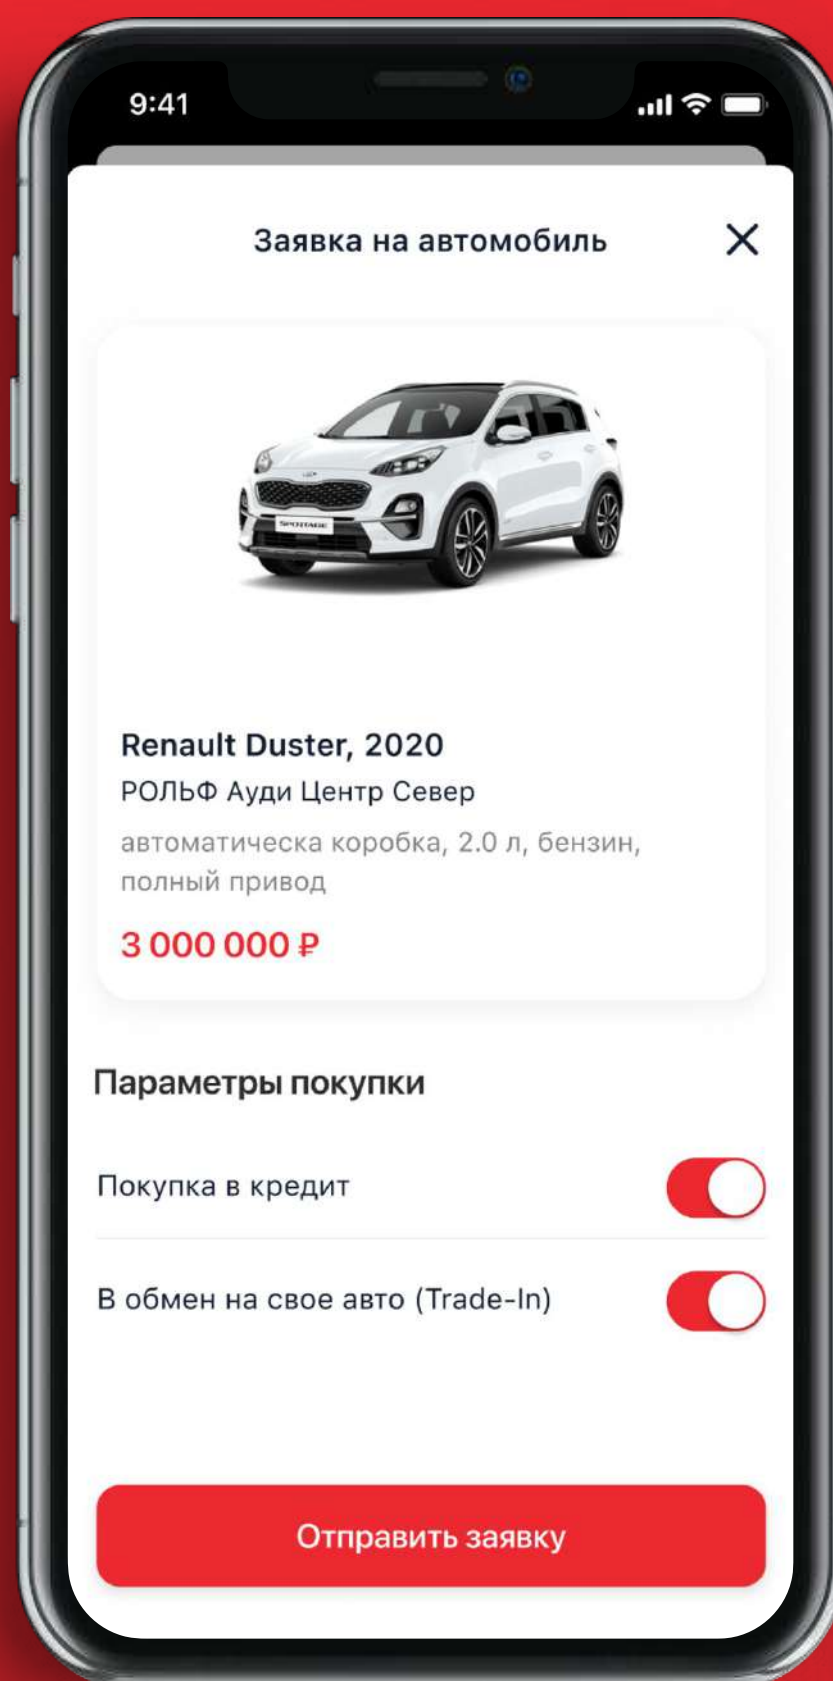 9:41
Заявка на автомобиль
SPORTAGE
Renault Duster, 2020
РОЛЬФ Ауди Центр Север
автоматическа коробка, 2.0 л, бензин,
полный привод
3 000 000 ₽
Параметры покупки
Покупка в кредит
В обмен на свое авто (Trade-In)
Отправить заявку